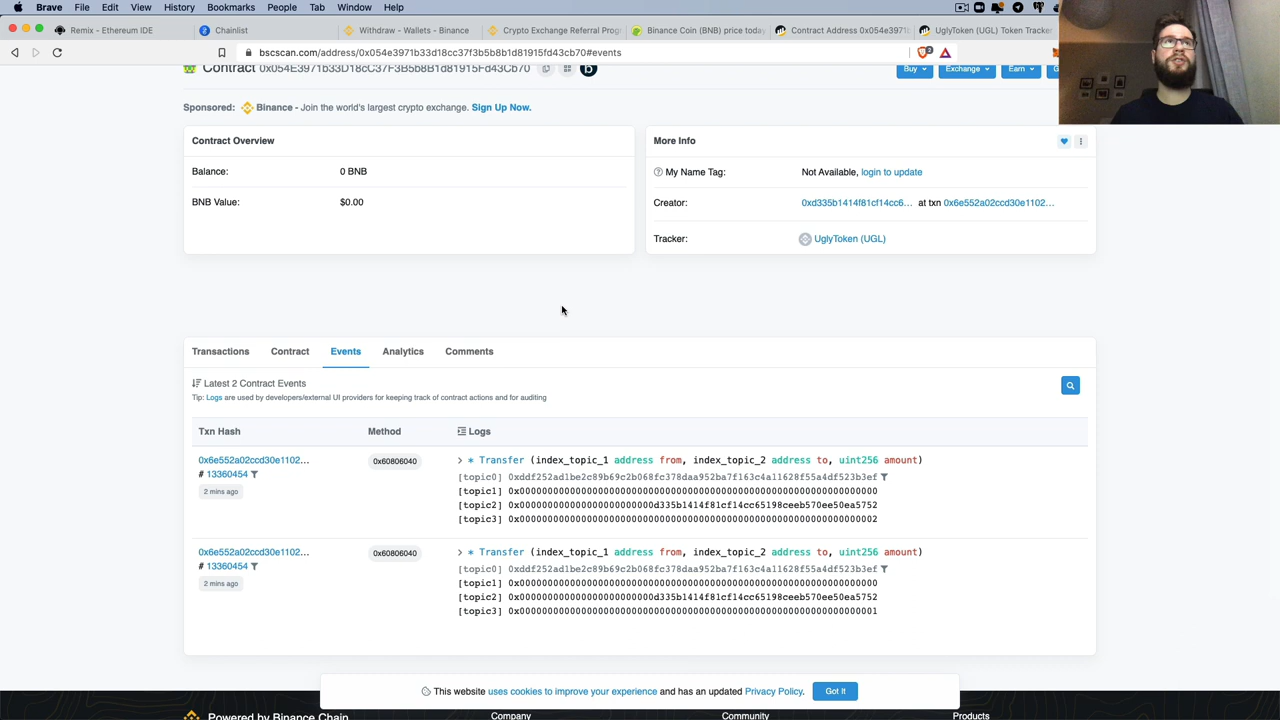 Brave File Edit View History Bookmarks People Tab Window Help
Remix - Ethereum IDE Chainlist Withdraw - Wallets - Binance Crypto Exchange Referral Prog Binance Coin (BNB) price today Contract Address 0x054e3971b UglyToken (UGL) Token Tracker
bscscan.com/address/0x054e3971b33d18cc37f3b5b8b1d81915fd43cb70#events
Contract 0x054E3971b33D18cC37F3B5B8B1d81915Fd43Cb70
Buy Exchange Earn
Sponsored: Binance - Join the world's largest crypto exchange. Sign Up Now.
Contract Overview
Balance: 0 BNB
BNB Value: $0.00
More Info
My Name Tag: Not Available, login to update
Creator: 0xd335b1414f81cf14cc6... at txn 0x6e552a02ccd30e1102...
Tracker: UglyToken (UGL)
Transactions Contract Events Analytics Comments
Latest 2 Contract Events
Tip: Logs are used by developers/external UI providers for keeping track of contract actions and for auditing
Txn Hash Method Logs
0x6e552a02ccd30e1102... 0x60806040 > * Transfer (index_topic_1 address from, index_topic_2 address to, uint256 amount)
# 13360454
2 mins ago
[topic0] 0xddf252ad1be2c89b69c2b068fc378daa952ba7f163c4a11628f55a4df523b3ef
[topic1] 0x0000000000000000000000000000000000000000000000000000000000000000
[topic2] 0x000000000000000000000000d335b1414f81cf14cc65198ceeb570ee50ea5752
[topic3] 0x0000000000000000000000000000000000000000000000000000000000000002
0x6e552a02ccd30e1102... 0x60806040 > * Transfer (index_topic_1 address from, index_topic_2 address to, uint256 amount)
# 13360454
2 mins ago
[topic0] 0xddf252ad1be2c89b69c2b068fc378daa952ba7f163c4a11628f55a4df523b3ef
[topic1] 0x0000000000000000000000000000000000000000000000000000000000000000
[topic2] 0x000000000000000000000000d335b1414f81cf14cc65198ceeb570ee50ea5752
[topic3] 0x0000000000000000000000000000000000000000000000000000000000000001
This website uses cookies to improve your experience and has an updated Privacy Policy. Got It
Powered by Binance Chain Company Community Products